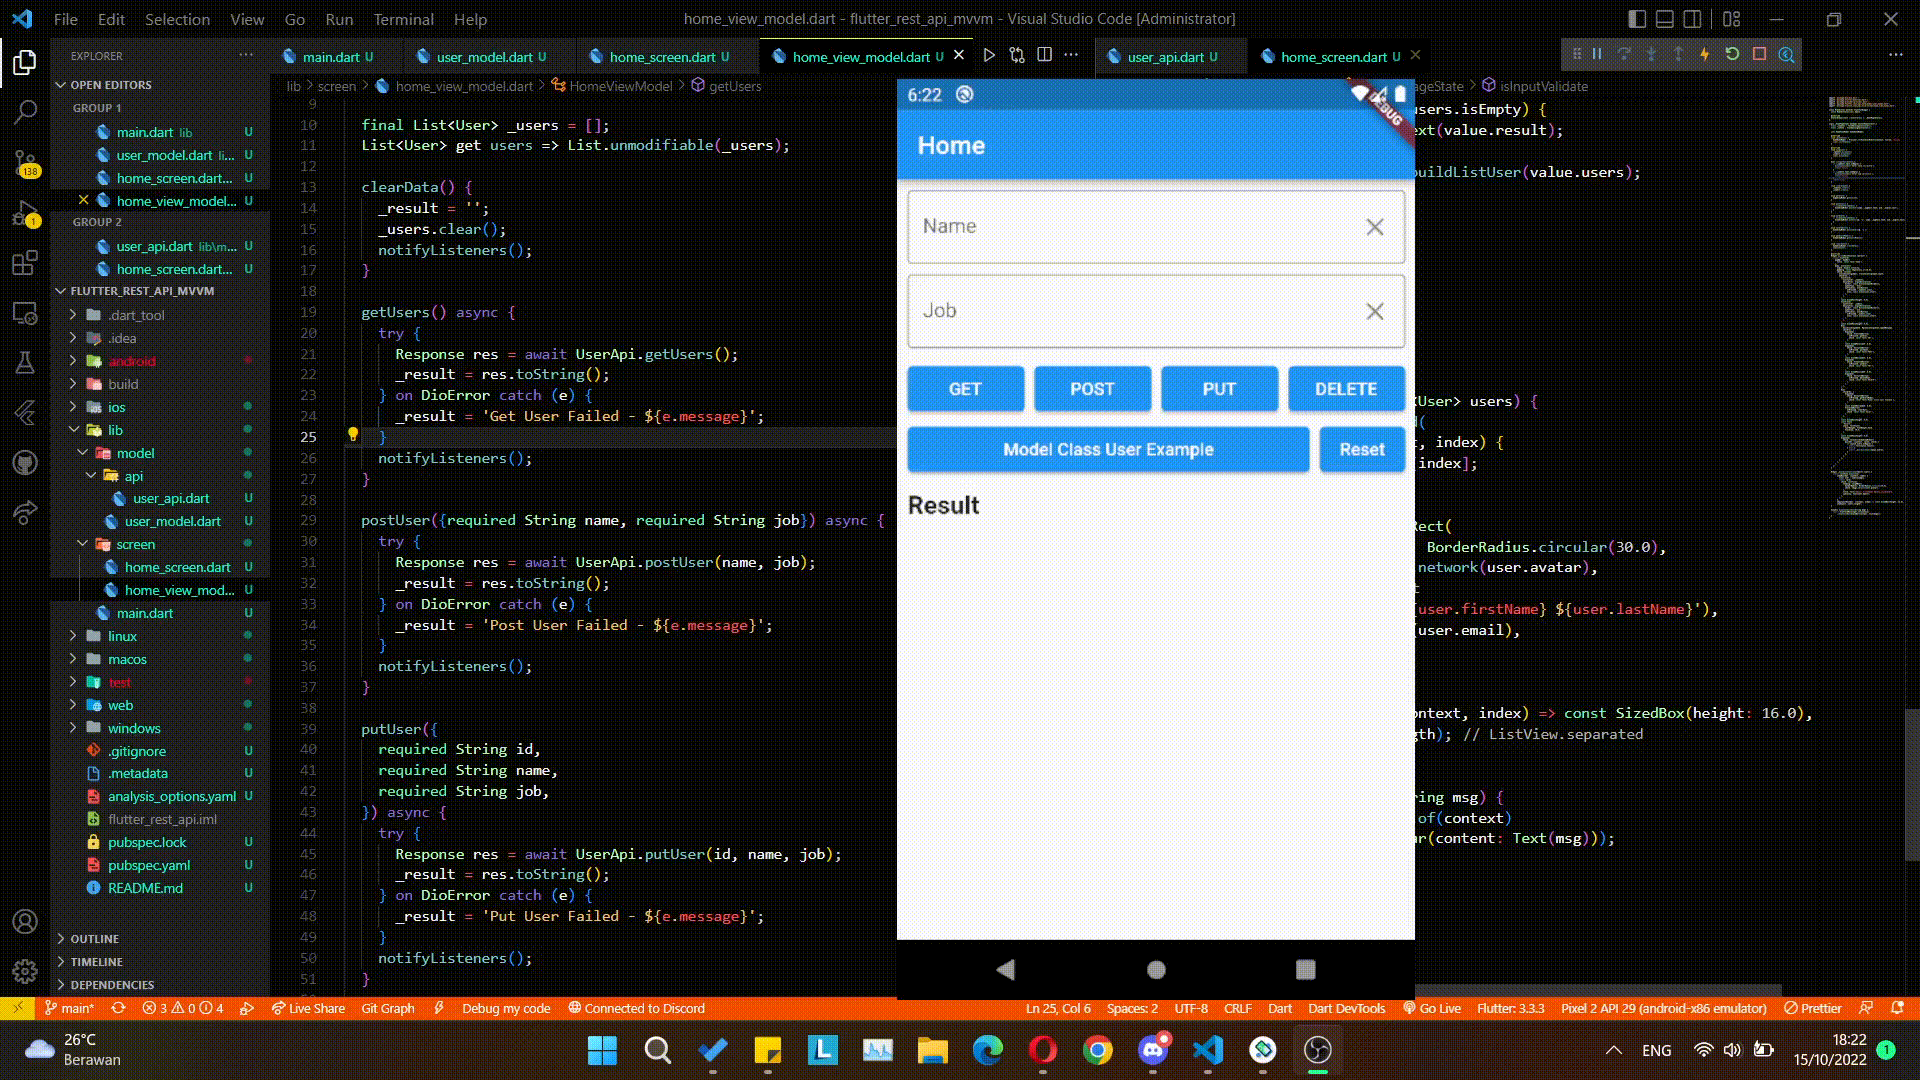 File Edit Selection View Go Run Terminal Help
home_view_model.dart - flutter_rest_api_mvvm - Visual Studio Code [Administrator]
EXPLORER
OPEN EDITORS
GROUP 1
main.dart lib U
user_model.dart li... U
home_screen.dart... U
home_view_model... U
GROUP 2
user_api.dart lib\m... U
home_screen.dart... U
FLUTTER_REST_API_MVVM
.dart_tool
.idea
android
build
ios
lib
model
api
user_api.dart U
user_model.dart U
screen
home_screen.dart U
home_view_mod... U
main.dart U
linux
macos
test
web
windows
.gitignore U
.metadata U
analysis_options.yaml U
flutter_rest_api.iml
pubspec.lock U
pubspec.yaml U
README.md U
OUTLINE
TIMELINE
DEPENDENCIES
138
1
main.dart U
user_model.dart U
home_screen.dart U
home_view_model.dart U
lib > screen > home_view_model.dart > HomeViewModel > getUsers
9
10 final List<User> _users = [];
11 List<User> get users => List.unmodifiable(_users);
12
13 clearData() {
14 _result = '';
15 _users.clear();
16 notifyListeners();
17 }
18
19 getUsers() async {
20 try {
21 Response res = await UserApi.getUsers();
22 _result = res.toString();
23 } on DioError catch (e) {
24 _result = 'Get User Failed - ${e.message}';
25 }
26 notifyListeners();
27 }
28
29 postUser({required String name, required String job}) async {
30 try {
31 Response res = await UserApi.postUser(name, job);
32 _result = res.toString();
33 } on DioError catch (e) {
34 _result = 'Post User Failed - ${e.message}';
35 }
36 notifyListeners();
37 }
38
39 putUser({
40 required String id,
41 required String name,
42 required String job,
43 }) async {
44 try {
45 Response res = await UserApi.putUser(id, name, job);
46 _result = res.toString();
47 } on DioError catch (e) {
48 _result = 'Put User Failed - ${e.message}';
49 }
50 notifyListeners();
51 }
6:22
DEBUG
Home
Name
Job
GET POST PUT DELETE
Model Class User Example Reset
Result
user_api.dart U
home_screen.dart U
ageState > isInputValidate
sers.isEmpty) {
ext(value.result);
uildListUser(value.users);
<User> users) {
d(
, index) {
index];
Rect(
BorderRadius.circular(30.0),
network(user.avatar),
t
{user.firstName} ${user.lastName}'),
(user.email),
ontext, index) => const SizedBox(height: 16.0),
gth); // ListView.separated
ring msg) {
of(context)
ar(content: Text(msg)));
main* 3 0 4 Live Share Git Graph Debug my code Connected to Discord
Ln 25, Col 6 Spaces: 2 UTF-8 CRLF Dart Dart DevTools Go Live Flutter: 3.3.3 Pixel 2 API 29 (android-x86 emulator) Prettier
26°C
Berawan
L
ENG
18:22
15/10/2022
1